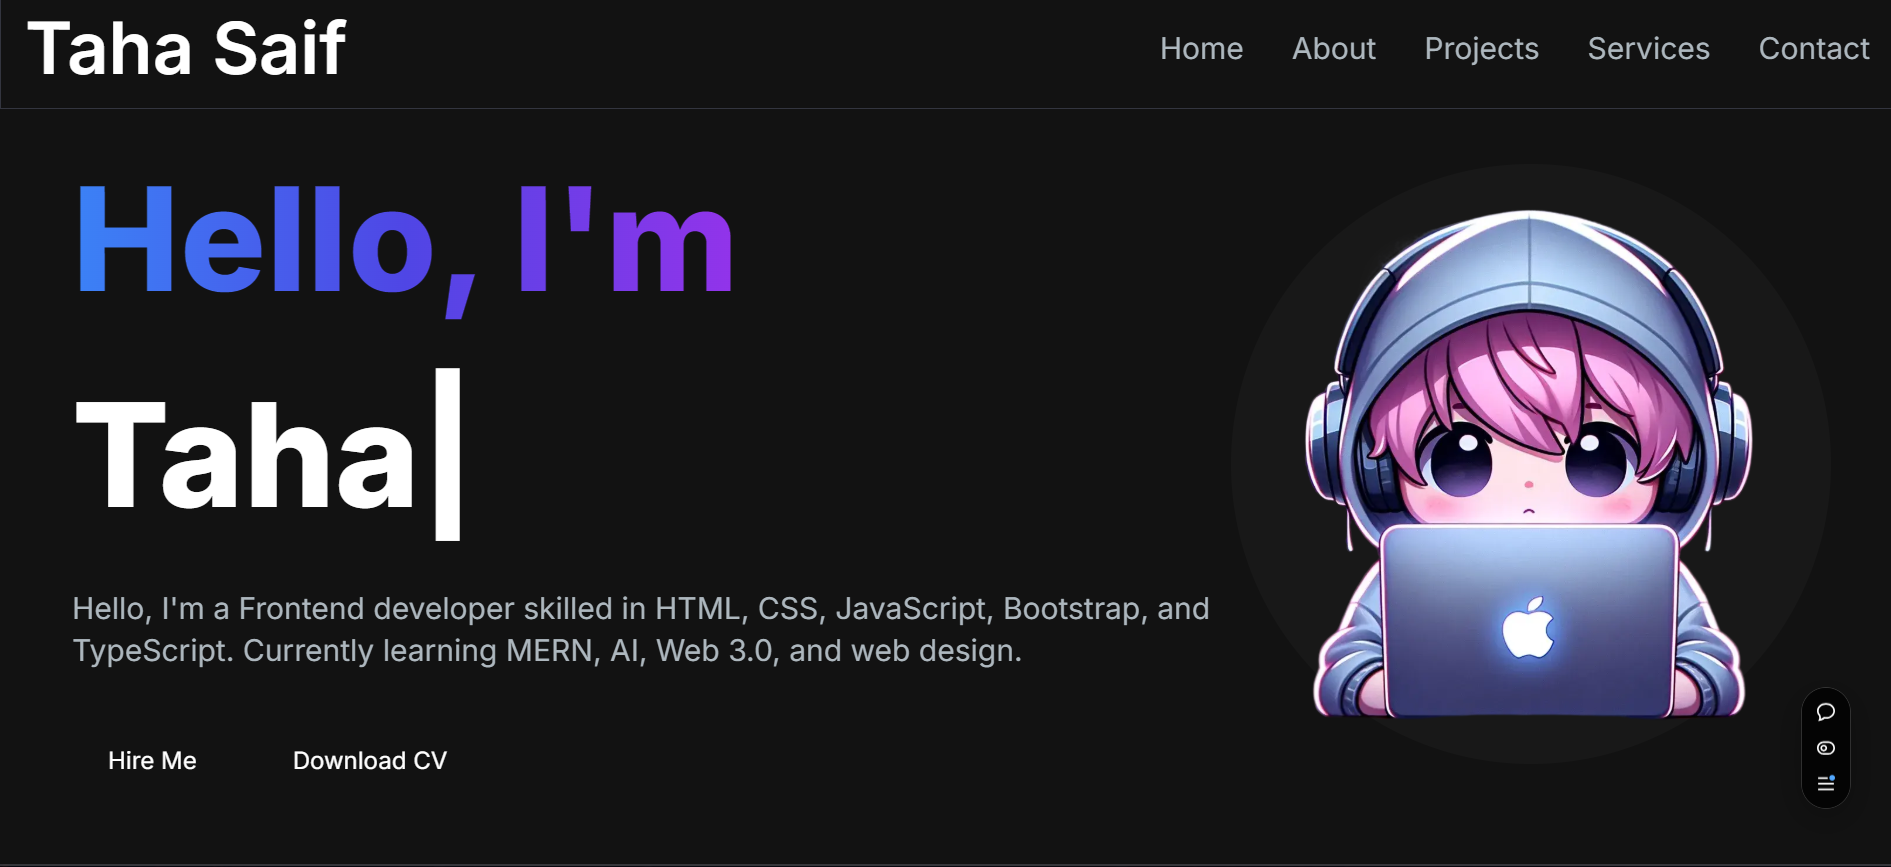 Taha Saif
Home About Projects Services Contact
Hello, I'm
Taha
Hello, I'm a Frontend developer skilled in HTML, CSS, JavaScript, Bootstrap, and
TypeScript. Currently learning MERN, AI, Web 3.0, and web design.
Hire Me Download CV